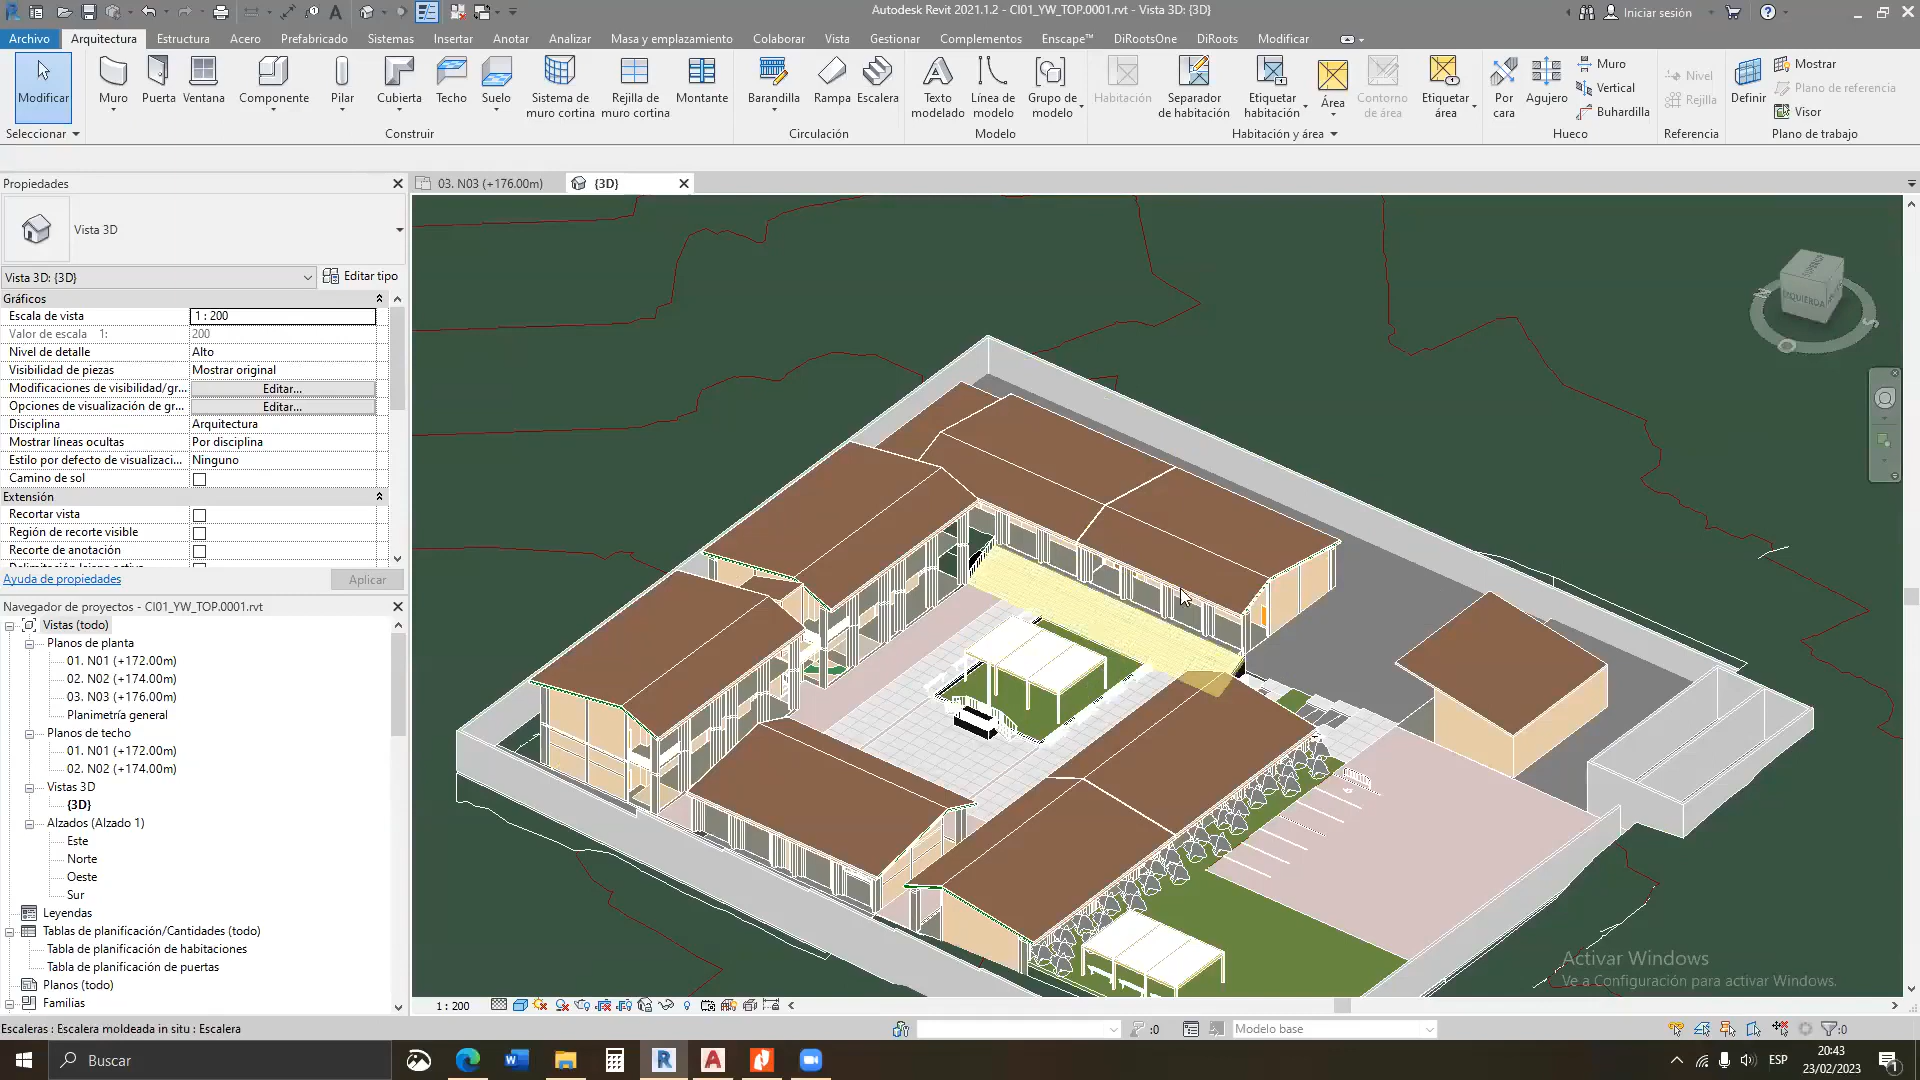 Autodesk Revit 2021.1.2 - CI01_YW_TOP.0001.rvt - Vista 3D: {3D}
Iniciar sesión
Archivo Arquitectura Estructura Acero Prefabricado Sistemas Insertar Anotar Analizar Masa y emplazamiento Colaborar Vista Gestionar Complementos Enscape™ DiRootsOne DiRoots Modificar
Modificar
Muro Puerta Ventana Componente Pilar Cubierta Techo Suelo Sistema de muro cortina Rejilla de muro cortina Montante
Barandilla Rampa Escalera
Texto modelado Línea de modelo Grupo de modelo
Habitación Separador de habitación Etiquetar habitación Área Contorno de área Etiquetar área
Por cara Agujero Muro Vertical Buhardilla
Nivel Rejilla
Definir Mostrar Plano de referencia Visor
Seleccionar Construir Circulación Modelo Habitación y área Hueco Referencia Plano de trabajo
Propiedades
03. N03 (+176.00m) {3D}
Vista 3D
Vista 3D: {3D} Editar tipo
Gráficos
Escala de vista 1 : 200
Valor de escala 1: 200
Nivel de detalle Alto
Visibilidad de piezas Mostrar original
Modificaciones de visibilidad/gr... Editar...
Opciones de visualización de gr... Editar...
Disciplina Arquitectura
Mostrar líneas ocultas Por disciplina
Estilo por defecto de visualizaci... Ninguno
Camino de sol
Extensión
Recortar vista
Región de recorte visible
Recorte de anotación
Ayuda de propiedades Aplicar
Navegador de proyectos - CI01_YW_TOP.0001.rvt
Vistas (todo)
Planos de planta
01. N01 (+172.00m)
02. N02 (+174.00m)
03. N03 (+176.00m)
Planimetría general
Planos de techo
01. N01 (+172.00m)
02. N02 (+174.00m)
Vistas 3D
{3D}
Alzados (Alzado 1)
Este
Norte
Oeste
Sur
Leyendas
Tablas de planificación/Cantidades (todo)
Tabla de planificación de habitaciones
Tabla de planificación de puertas
Planos (todo)
Familias
SUPERIOR
IZQUIERDA
S
Activar Windows
Ve a Configuración para activar Windows.
1 : 200
Escaleras : Escalera moldeada in situ : Escalera
:0
Modelo base
:0
Buscar
ESP
20:43
23/02/2023
1